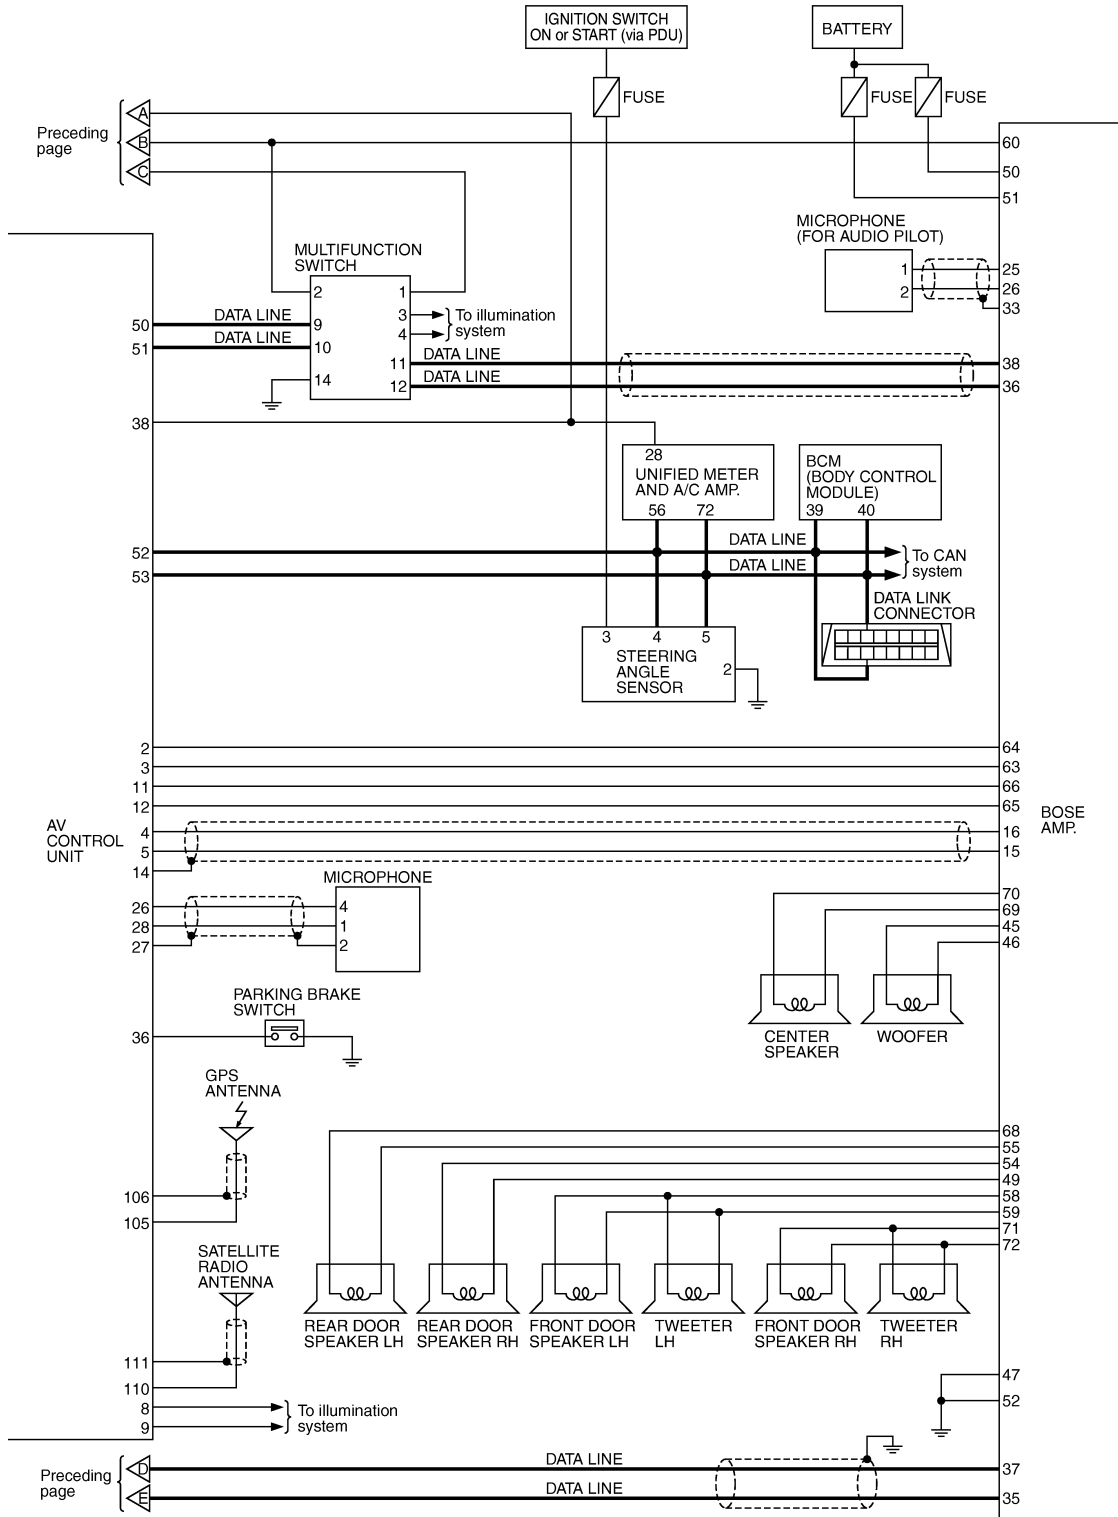 IGNITION SWITCH
ON or START (via PDU)
BATTERY
FUSE
FUSE
FUSE
Preceding
page
A
B
C
60
50
51
MICROPHONE
(FOR AUDIO PILOT)
1
2
25
26
33
MULTIFUNCTION
SWITCH
2
1
9
3
4
10
11
14
12
To illumination
system
50
DATA LINE
51
DATA LINE
DATA LINE
38
DATA LINE
36
38
28
UNIFIED METER
AND A/C AMP.
56
72
BCM
(BODY CONTROL
MODULE)
39
40
52
DATA LINE
53
DATA LINE
To CAN
system
DATA LINK
CONNECTOR
3
4
5
STEERING
ANGLE
SENSOR
2
2
64
3
63
11
66
12
65
AV
CONTROL
UNIT
BOSE
AMP.
4
16
5
15
14
MICROPHONE
26
4
28
1
27
2
70
69
45
46
CENTER
SPEAKER
WOOFER
PARKING BRAKE
SWITCH
36
GPS
ANTENNA
106
105
68
55
54
49
58
59
71
72
SATELLITE
RADIO
ANTENNA
REAR DOOR
SPEAKER LH
REAR DOOR
SPEAKER RH
FRONT DOOR
SPEAKER LH
TWEETER
LH
FRONT DOOR
SPEAKER RH
TWEETER
RH
111
110
8
9
To illumination
system
47
52
Preceding
page
D
DATA LINE
37
E
DATA LINE
35